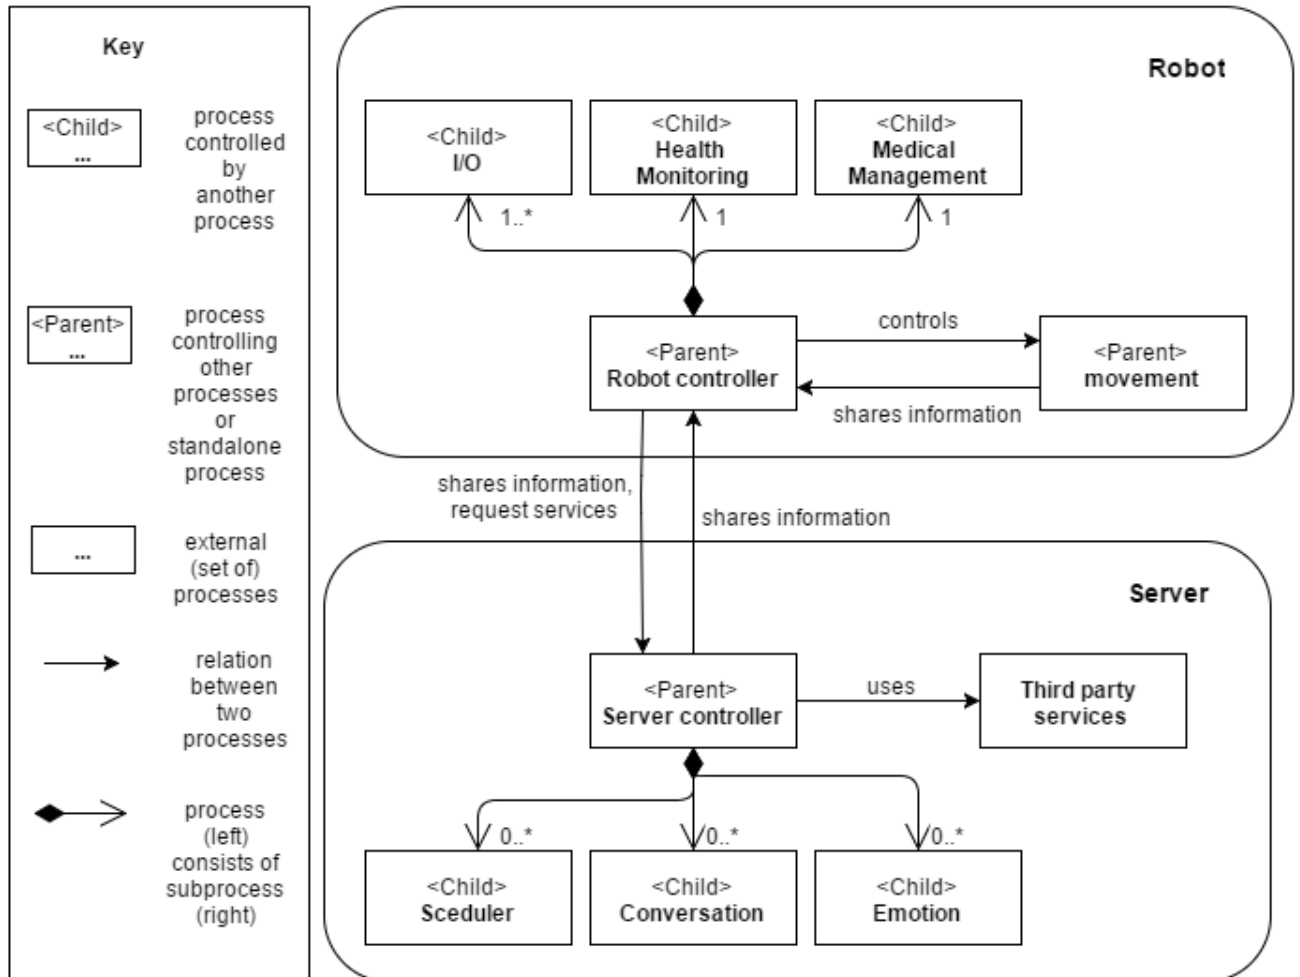 Key
<Child>
...
process
controlled
by
another
process
<Parent>
...
process
controlling
other
processes
or
standalone
process
...
external
(set of)
processes
relation
between
two
processes
process
(left)
consists of
subprocess
(right)
Robot
<Child>
I/O
<Child>
Health
Monitoring
<Child>
Medical
Management
1..*
1
1
<Parent>
Robot controller
controls
shares information
<Parent>
movement
shares information,
request services
shares information
Server
<Parent>
Server controller
uses
Third party
services
0..*
0..*
0..*
<Child>
Sceduler
<Child>
Conversation
<Child>
Emotion